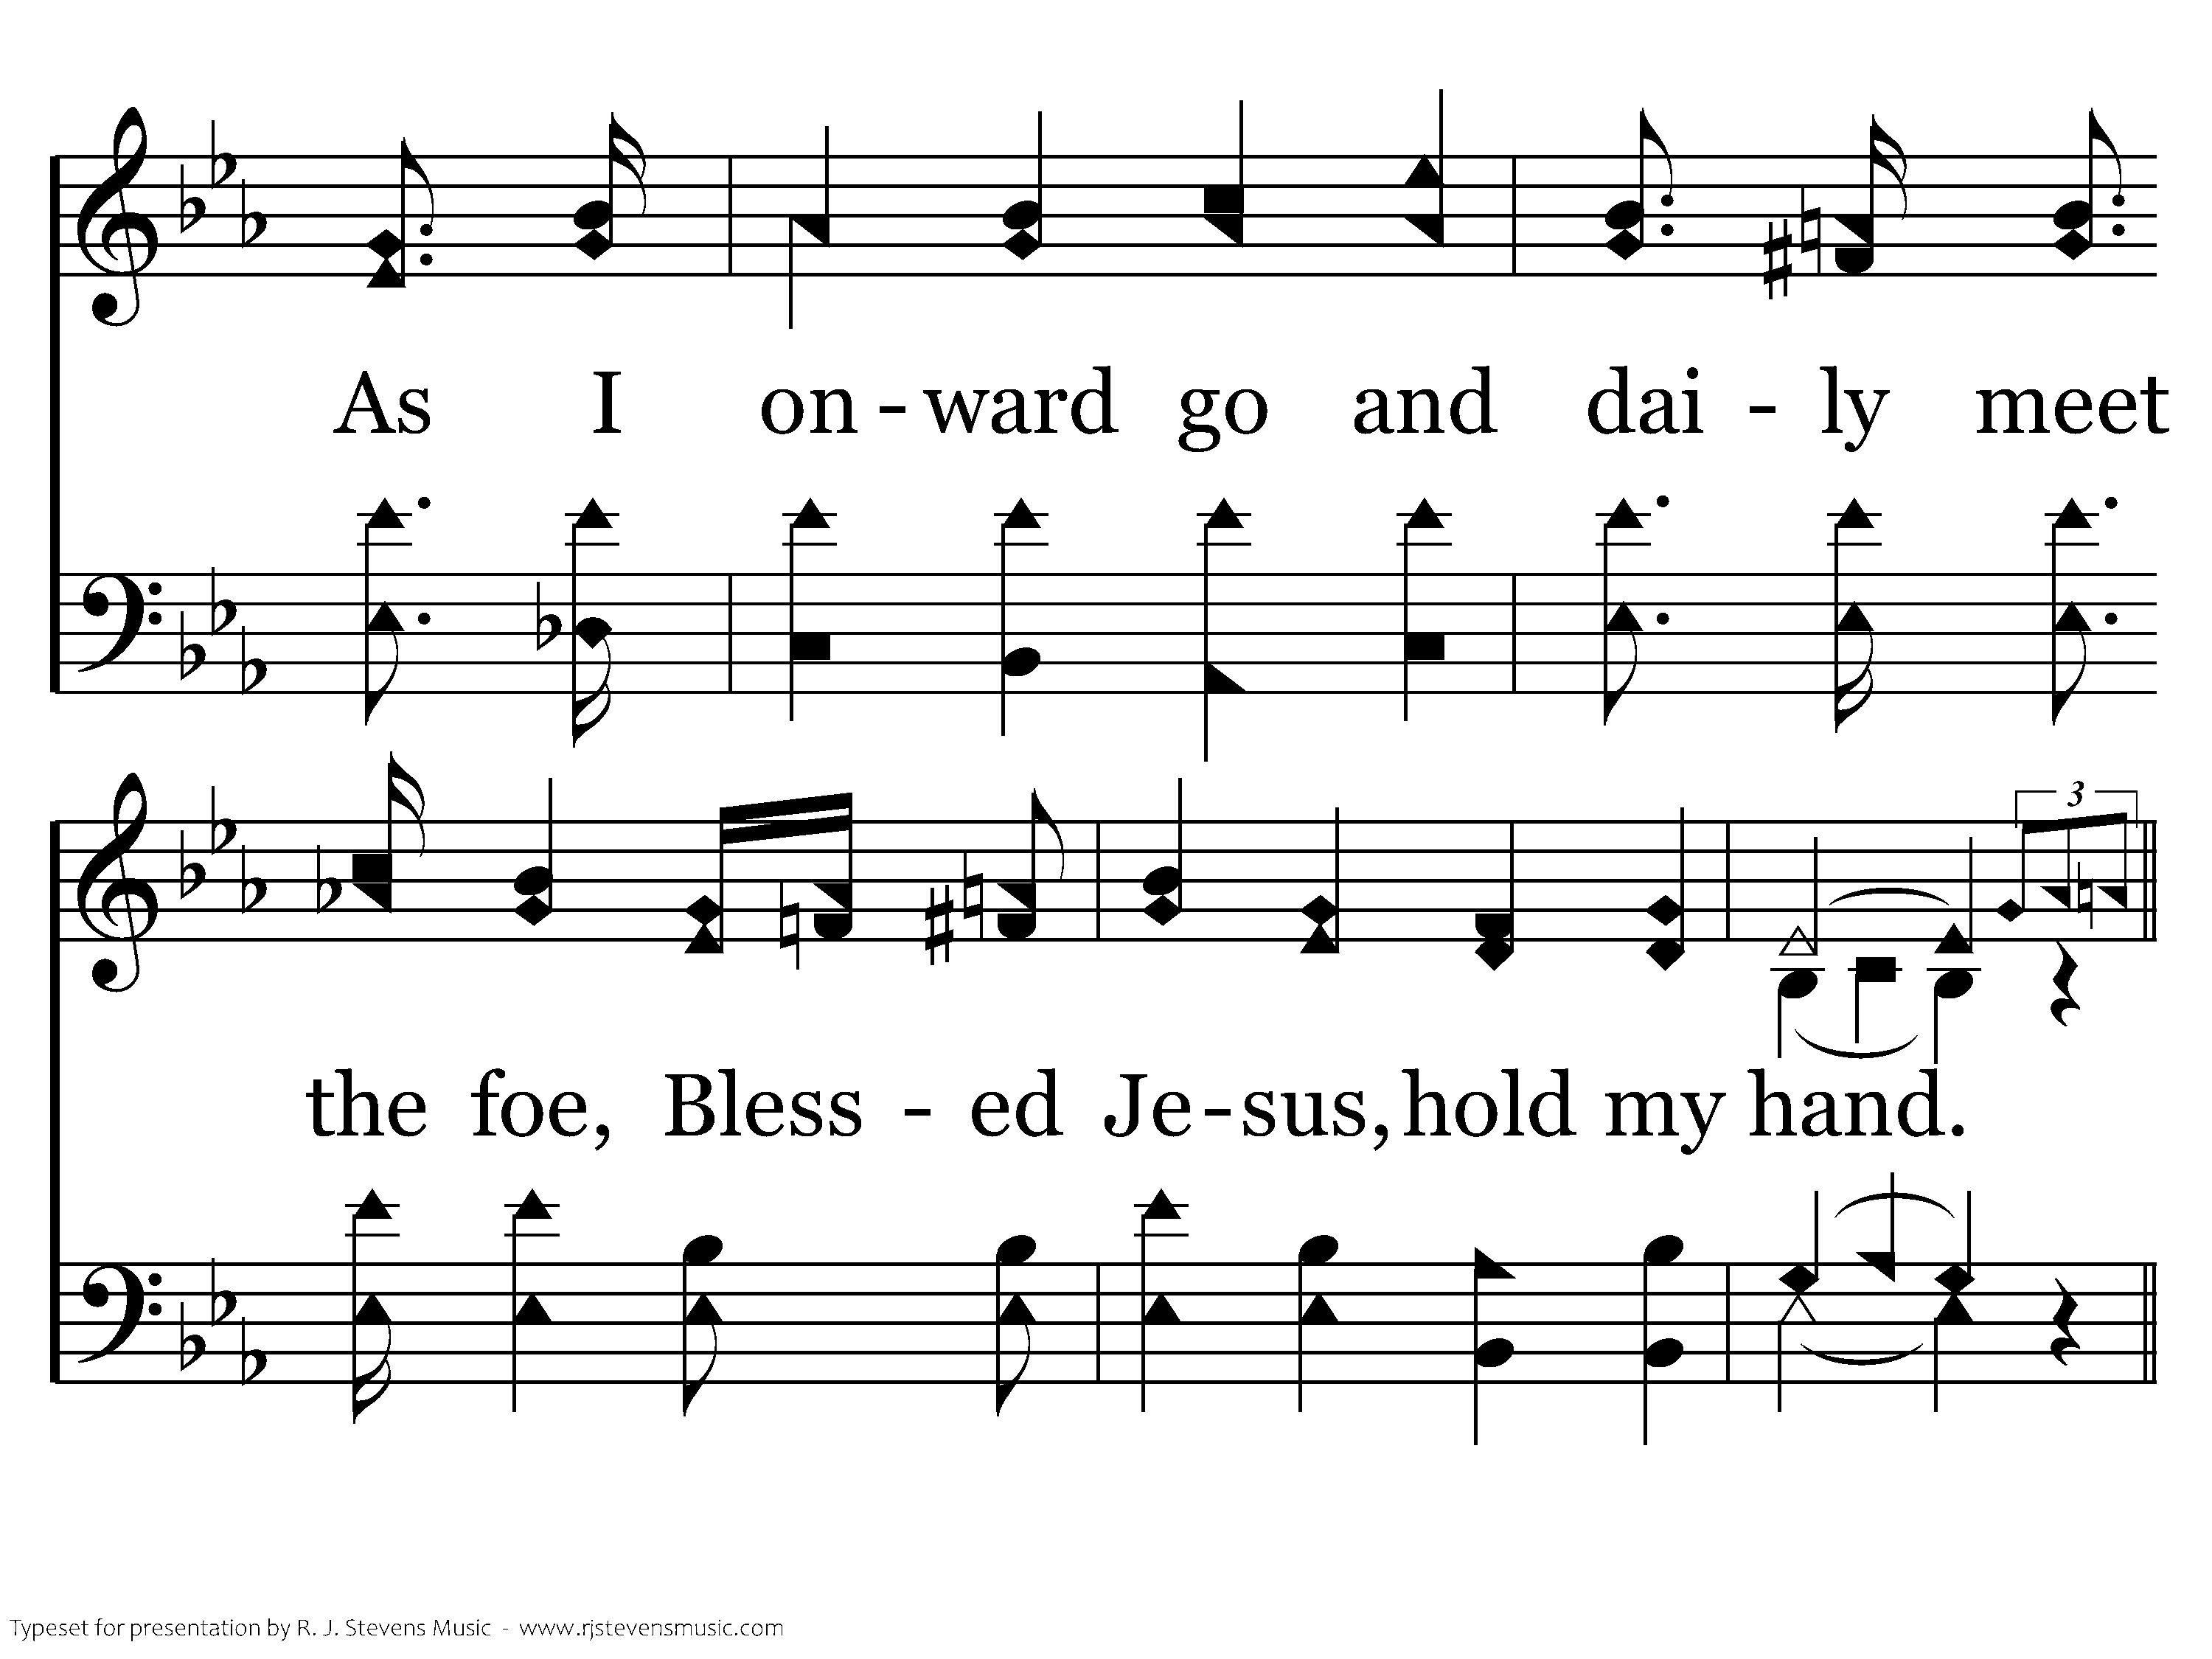 As I on - ward go and dai - ly meet
3
the foe, Bless - ed Je - sus, hold my hand.
Typeset for presentation by R. J. Stevens Music - www.rjstevensmusic.com